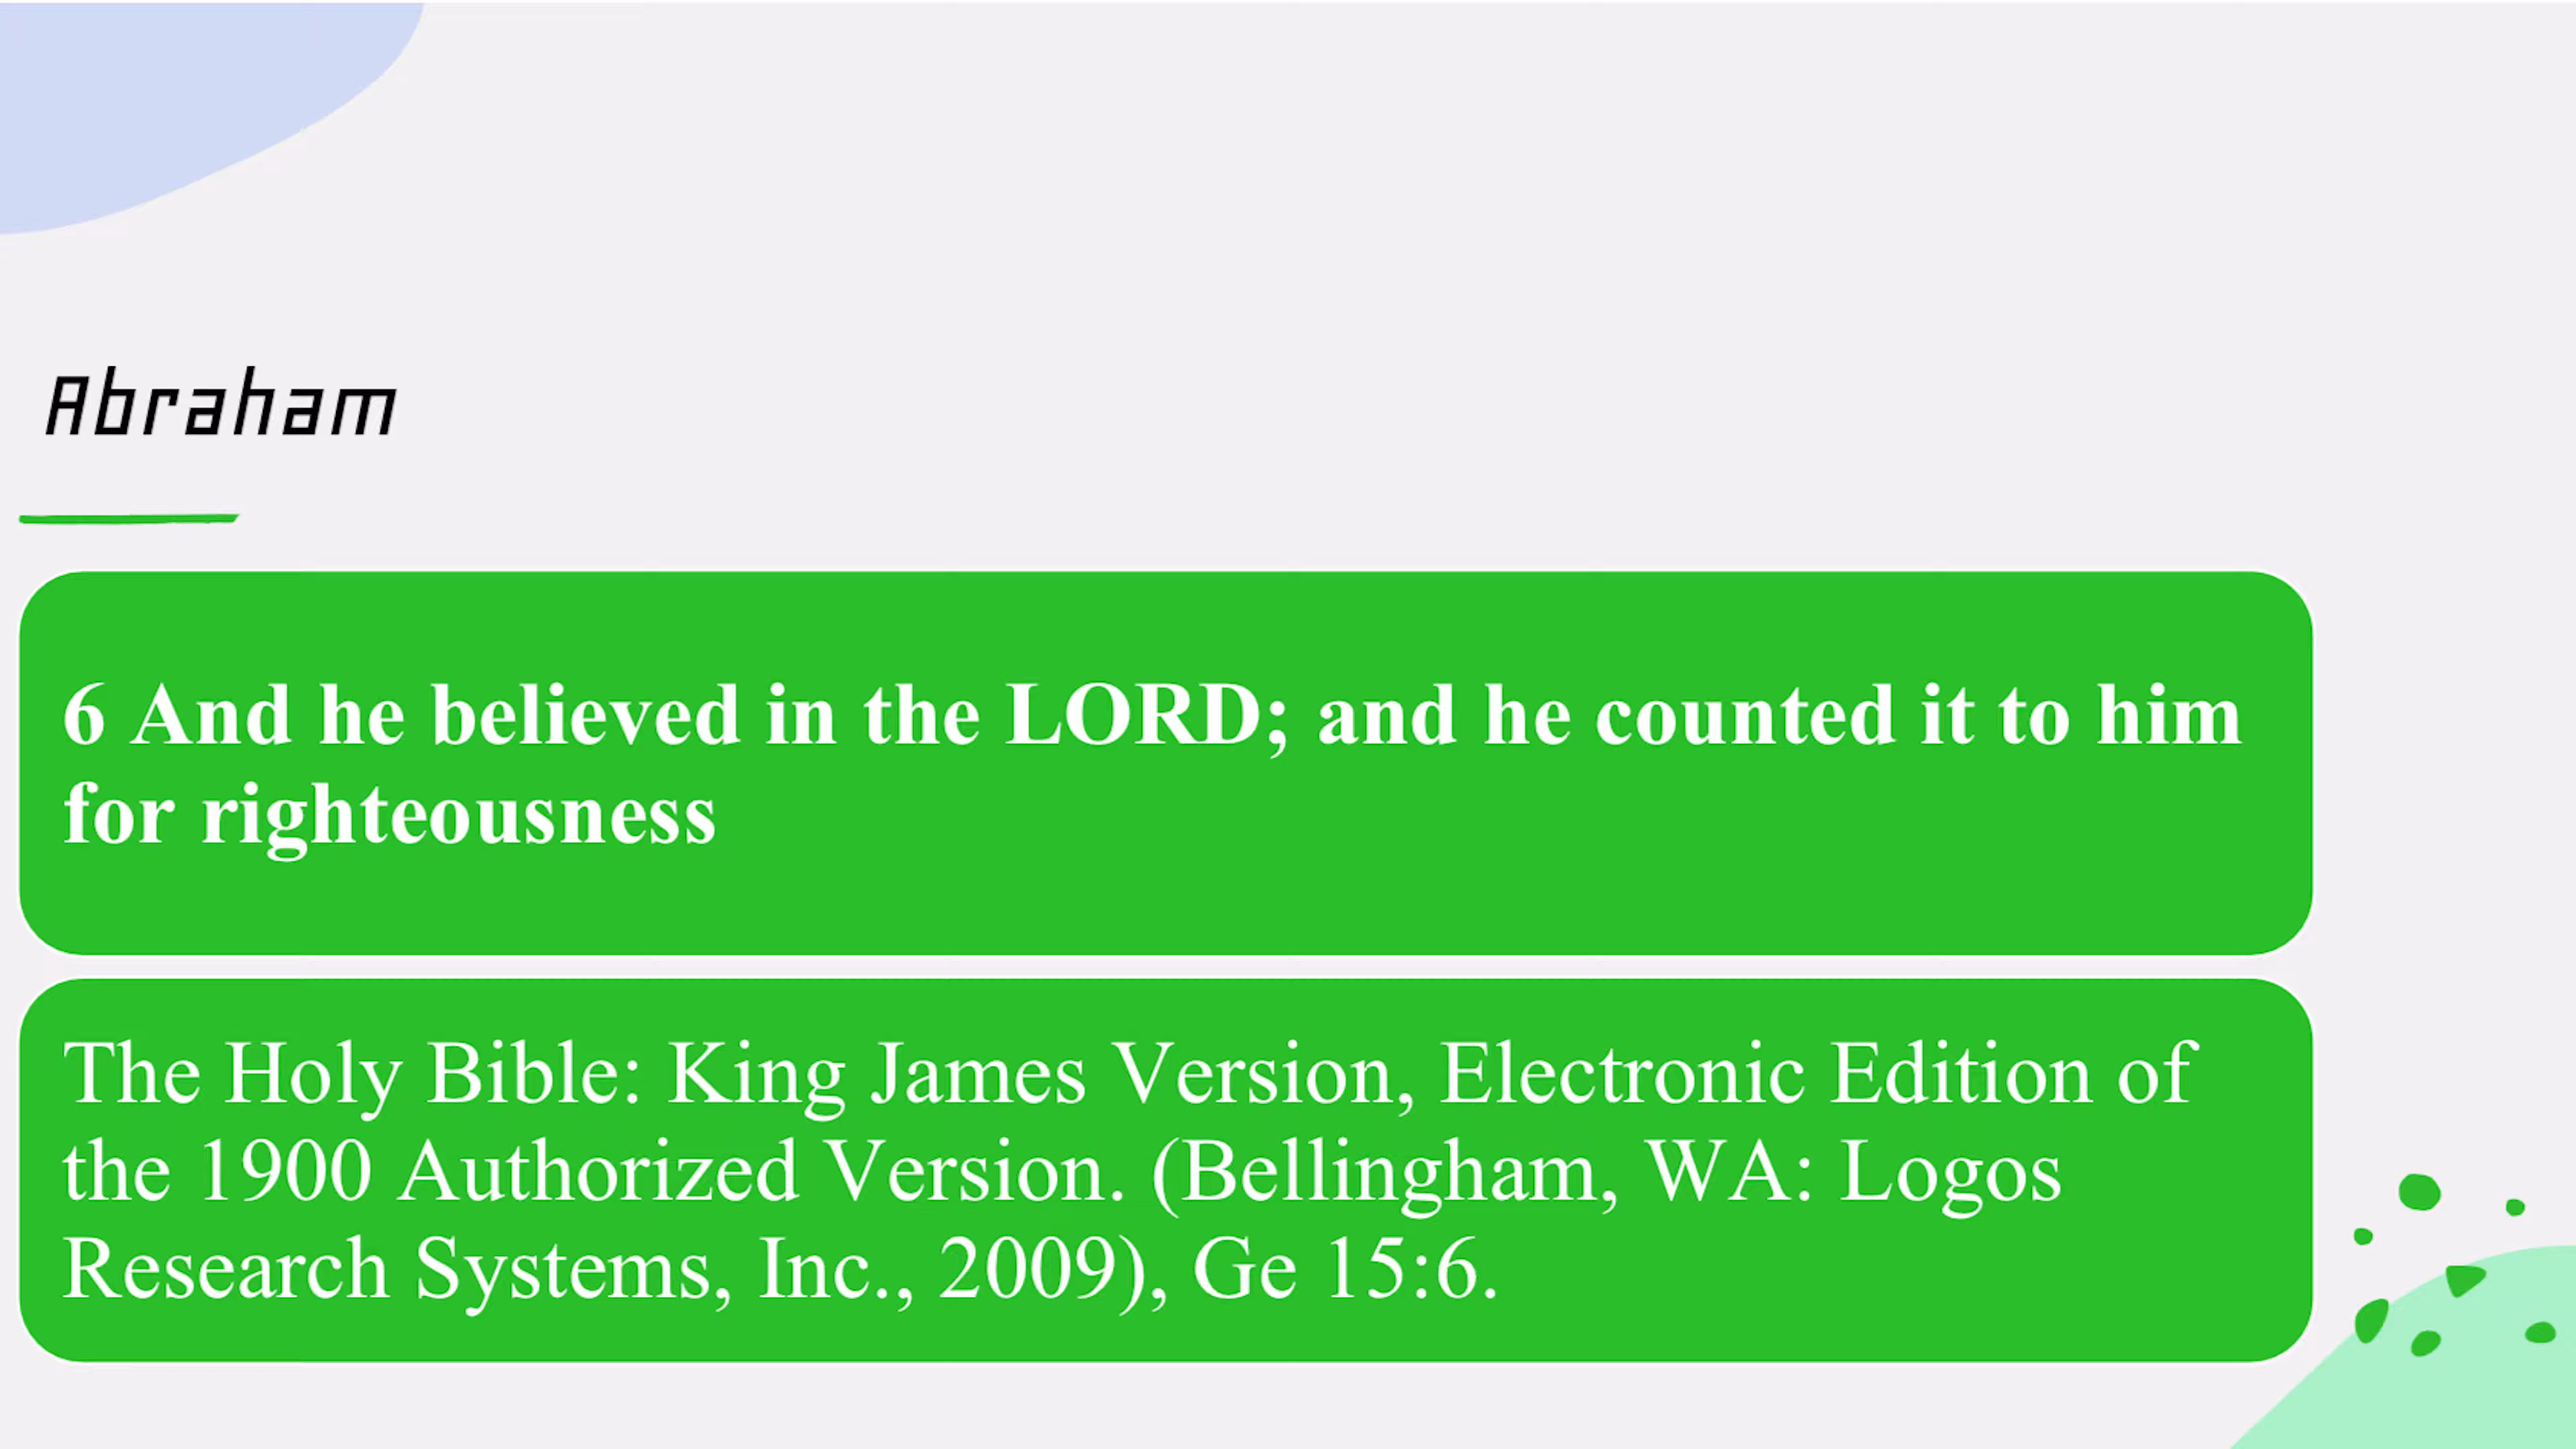 Abraham
6 And he believed in the LORD; and he counted it to him
for righteousness
The Holy Bible: King James Version, Electronic Edition of
the 1900 Authorized Version. (Bellingham, WA: Logos
Research Systems, Inc., 2009), Ge 15:6.